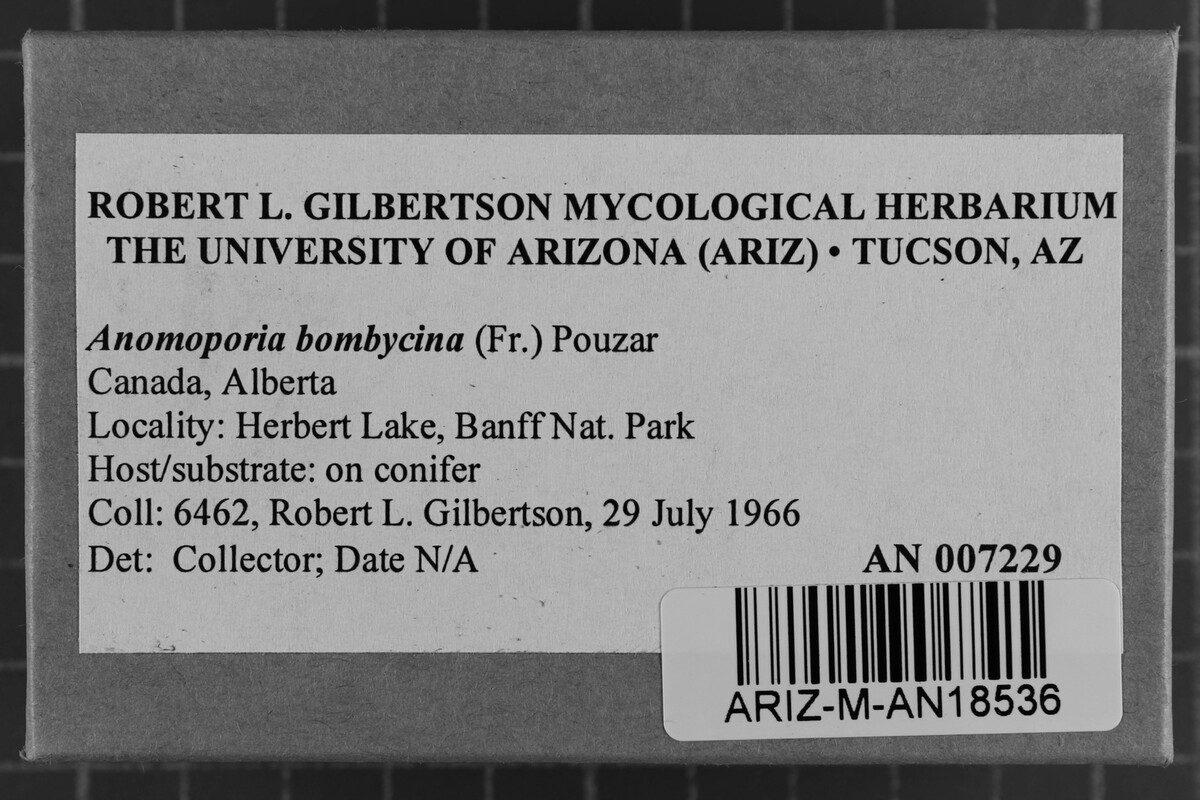 ROBERT L. GILBERTSON MYCOLOGICAL HERBARIUM
THE UNIVERSITY OF ARIZONA (ARIZ) • TUCSON, AZ
Anomoporia bombycina (Fr.) Pouzar
Canada, Alberta
Locality: Herbert Lake, Banff Nat. Park
Host/substrate: on conifer
Coll: 6462, Robert L. Gilbertson, 29 July 1966
Det: Collector; Date N/A
AN 007229
ARIZ-M-AN18536